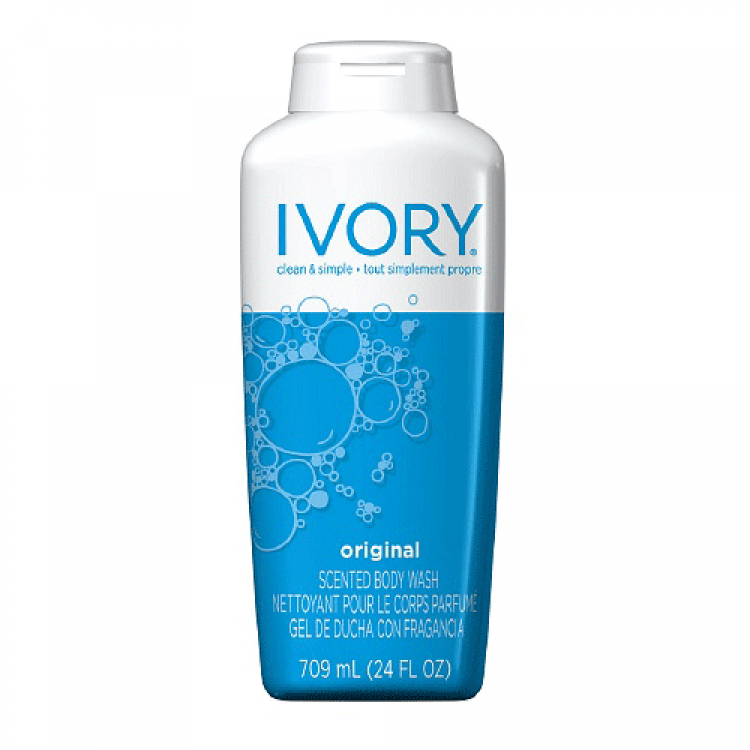 IVORY®
clean & simple • tout simplement propre
original
SCENTED BODY WASH
NETTOYANT POUR LE CORPS PARFUMÉ
GEL DE DUCHA CON FRAGANCIA
709 mL (24 FL OZ)